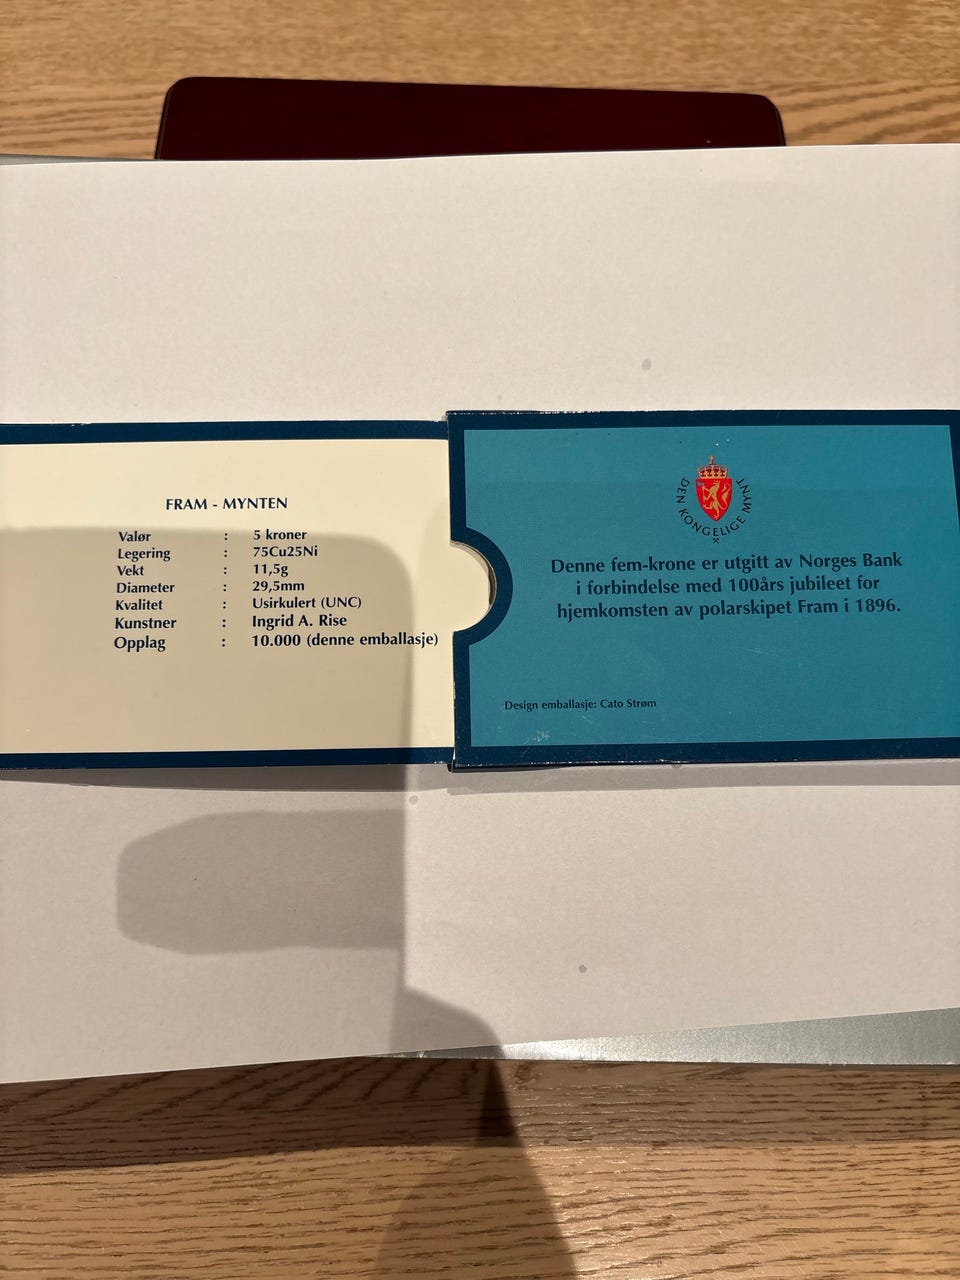 FRAM - MYNTEN
Valør : 5 kroner
Legering : 75Cu25Ni
Vekt : 11,5g
Diameter : 29,5mm
Kvalitet : Usirkulert (UNC)
Kunstner : Ingrid A. Rise
Opplag : 10.000 (denne emballasje)
DEN KONGELIGE MYNT
Denne fem-krone er utgitt av Norges Bank
i forbindelse med 100års jubileet for
hjemkomsten av polarskipet Fram i 1896.
Design emballasje: Cato Strøm